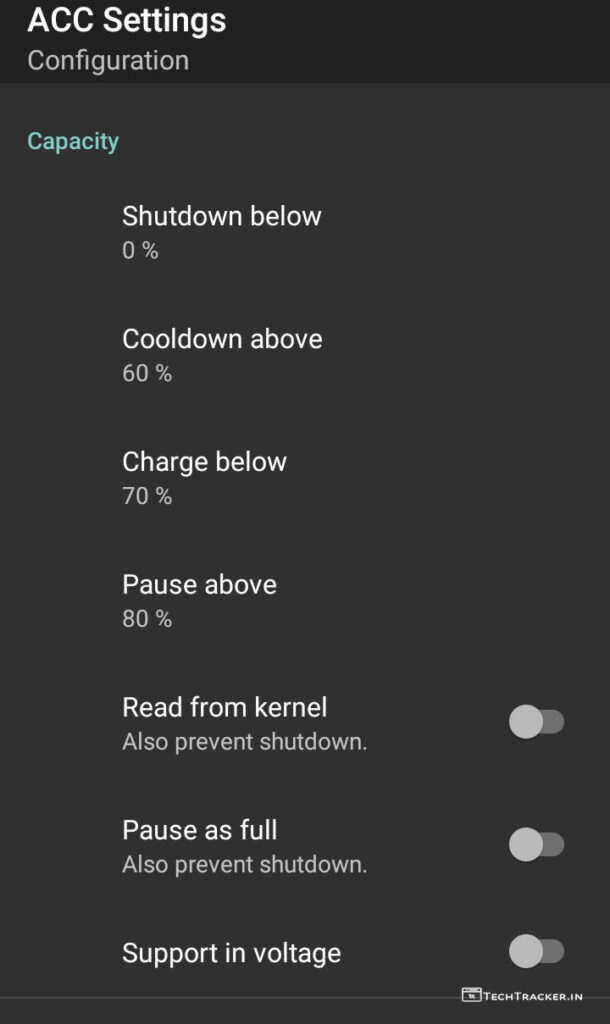 ACC Settings
Configuration
Capacity
Shutdown below
0 %
Cooldown above
60 %
Charge below
70 %
Pause above
80 %
Read from kernel
Also prevent shutdown.
Pause as full
Also prevent shutdown.
Support in voltage
TECHTRACKER.IN